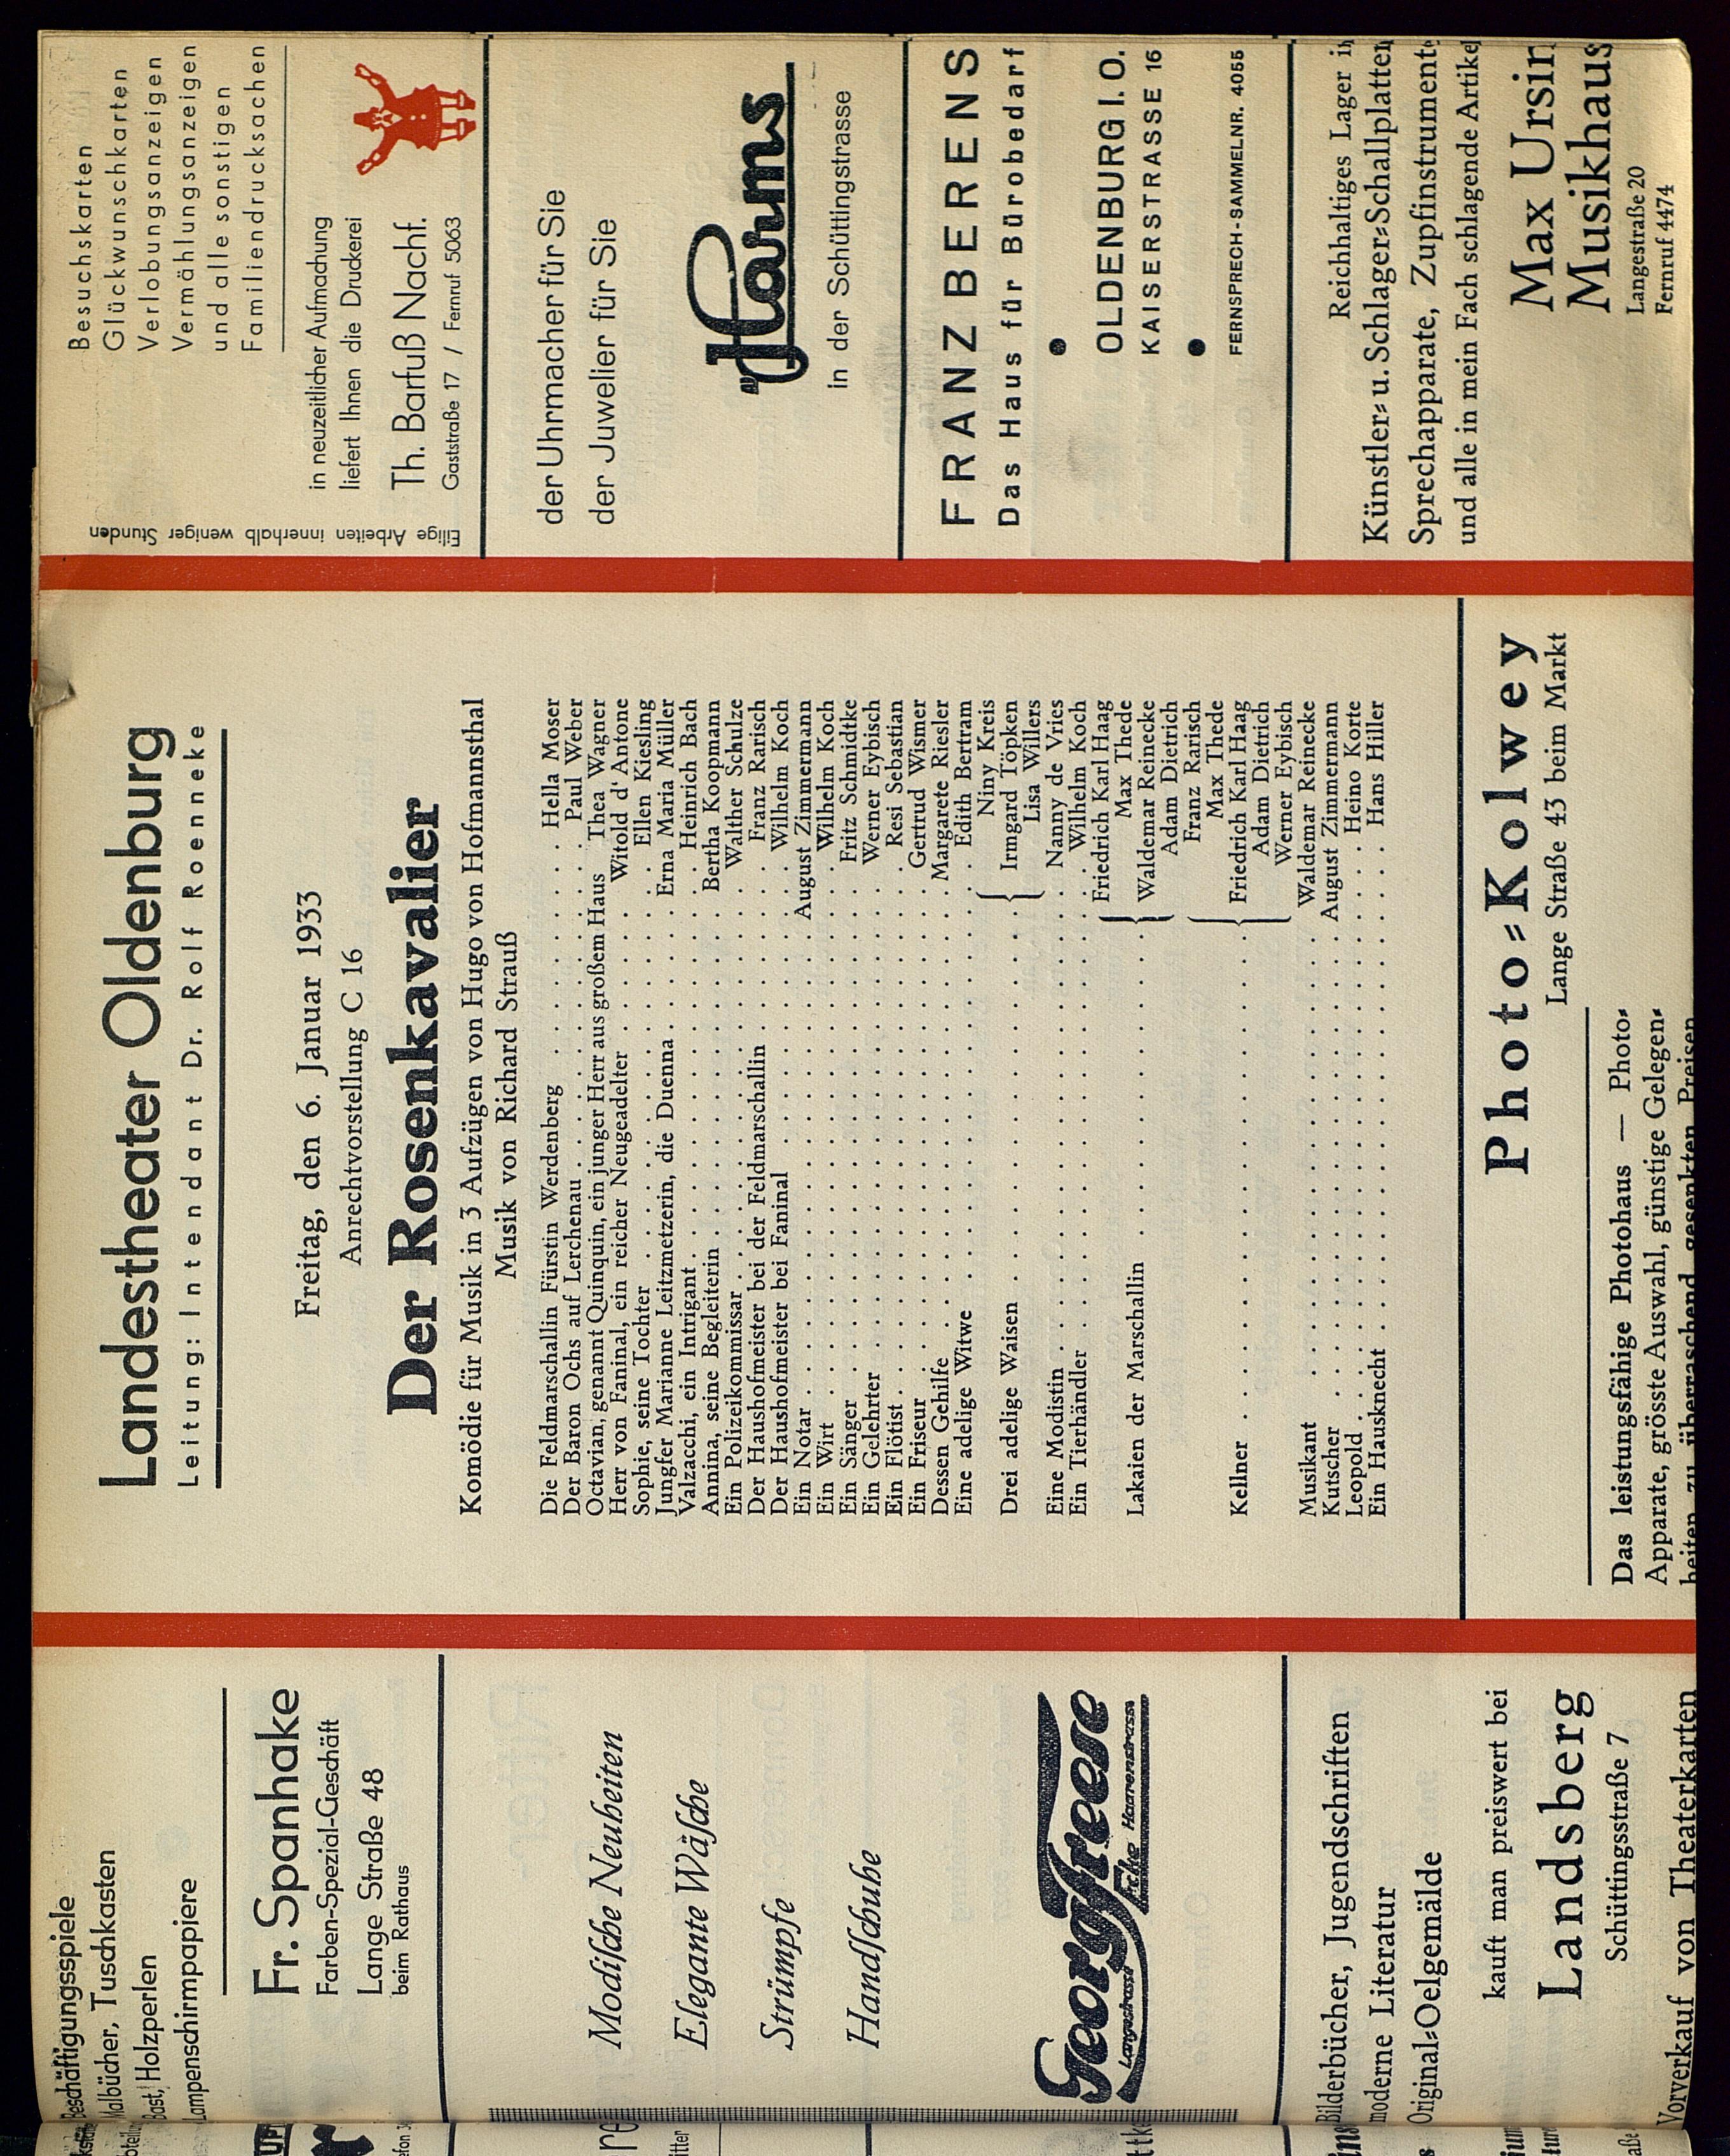 Beschäftigungsspiele
Malbücher, Tuschkasten
Bast, Holzperlen
Lampenschirmpapiere
Fr. Spanhake
Farben-Spezial-Geschäft
Lange Straße 48
beim Rathaus
Modische Neuheiten
Elegante Wäsche
Strümpfe
Handschuhe
Georg Freese
Langestrasse Ecke Haarenstrasse
Bilderbücher, Jugendschriften
moderne Literatur
Original-Oelgemälde
kauft man preiswert bei
Landsberg
Schüttingsstraße 7
Vorverkauf von Theaterkarten
Landestheater Oldenburg
Leitung: Intendant Dr. Rolf Roenneke
Freitag, den 6. Januar 1933
Anrechtvorstellung C 16
Der Rosenkavalier
Komödie für Musik in 3 Aufzügen von Hugo von Hofmannsthal
Musik von Richard Strauß
Die Feldmarschallin Fürstin Werdenberg . . . Hella Moser
Der Baron Ochs auf Lerchenau . . . Paul Weber
Octavian, genannt Quinquin, ein junger Herr aus großem Haus Thea Wagner
Herr von Faninal, ein reicher Neugeadelter . . . Witold d'Antone
Sophie, seine Tochter . . . Ellen Kiesling
Jungfer Marianne Leitzmetzerin, die Duenna . . . Erna Maria Müller
Valzacchi, ein Intrigant . . . Heinrich Bach
Annina, seine Begleiterin . . . Bertha Koopmann
Ein Polizeikommissar . . . Walther Schulze
Der Haushofmeister bei der Feldmarschallin . . . Franz Rarisch
Der Haushofmeister bei Faninal . . . Wilhelm Koch
Ein Notar . . . August Zimmermann
Ein Wirt . . . Wilhelm Koch
Ein Sänger . . . Fritz Schmidtke
Ein Gelehrter . . . Werner Eybisch
Ein Flötist . . . Resi Sebastian
Ein Friseur . . . Gertrud Wismer
Dessen Gehilfe . . . Margarete Riesler
Eine adelige Witwe . . . Edith Bertram
Niny Kreis
Drei adelige Waisen . . . Irmgard Töpken
Lisa Willers
Eine Modistin . . . Nanny de Vries
Ein Tierhändler . . . Wilhelm Koch
Friedrich Karl Haag
Max Thede
Lakaien der Marschallin . . . Waldemar Reinecke
Adam Dietrich
Franz Rarisch
Max Thede
Kellner . . . Friedrich Karl Haag
Adam Dietrich
Werner Eybisch
Musikant . . . Waldemar Reinecke
Kutscher . . . August Zimmermann
Leopold . . . Heino Korte
Ein Hausknecht . . . Hans Hiller
Photo=Kolwey
Lange Straße 43 beim Markt
Das leistungsfähige Photohaus — Photo=
Apparate, grösste Auswahl, günstige Gelegen=
heiten zu überraschend gesenkten Preisen
Besuchskarten
Glückwunschkarten
Verlobungsanzeigen
Vermählungsanzeigen
und alle sonstigen
Familiendrucksachen
in neuzeitlicher Aufmachung
liefert Ihnen die Druckerei
Th. Barfuß Nachf.
Gaststraße 17 / Fernruf 5063
Eilige Arbeiten innerhalb weniger Stunden
der Uhrmacher für Sie
der Juwelier für Sie
Harms
in der Schüttingstrasse
FRANZ BERENS
Das Haus für Bürobedarf
OLDENBURG I. O.
KAISERSTRASSE 16
FERNSPRECH-SAMMELNR. 4055
Reichhaltiges Lager in
Künstler= u. Schlager=Schallplatten
Sprechapparate, Zupfinstrumente
und alle in mein Fach schlagende Artikel
Max Ursin
Musikhaus
Langestraße 20
Fernruf 4474